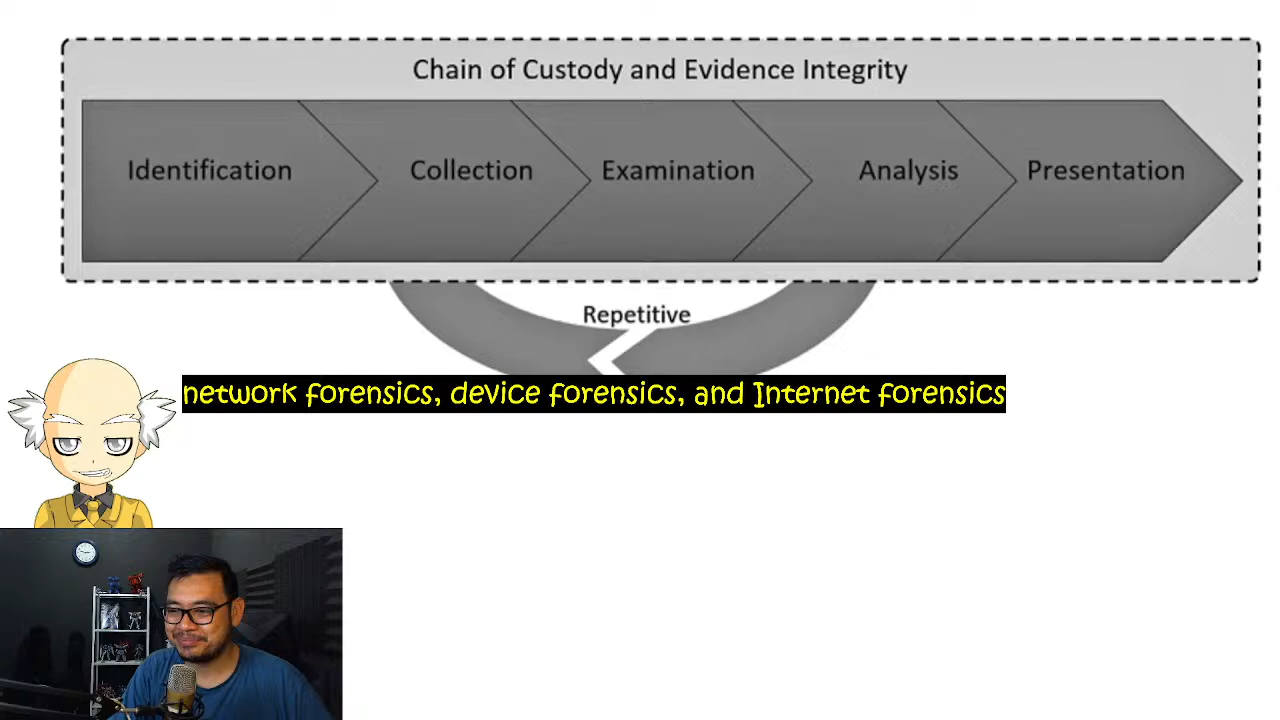 Chain of Custody and Evidence Integrity
Identification
Collection
Examination
Analysis
Presentation
Repetitive
network forensics, device forensics, and Internet forensics